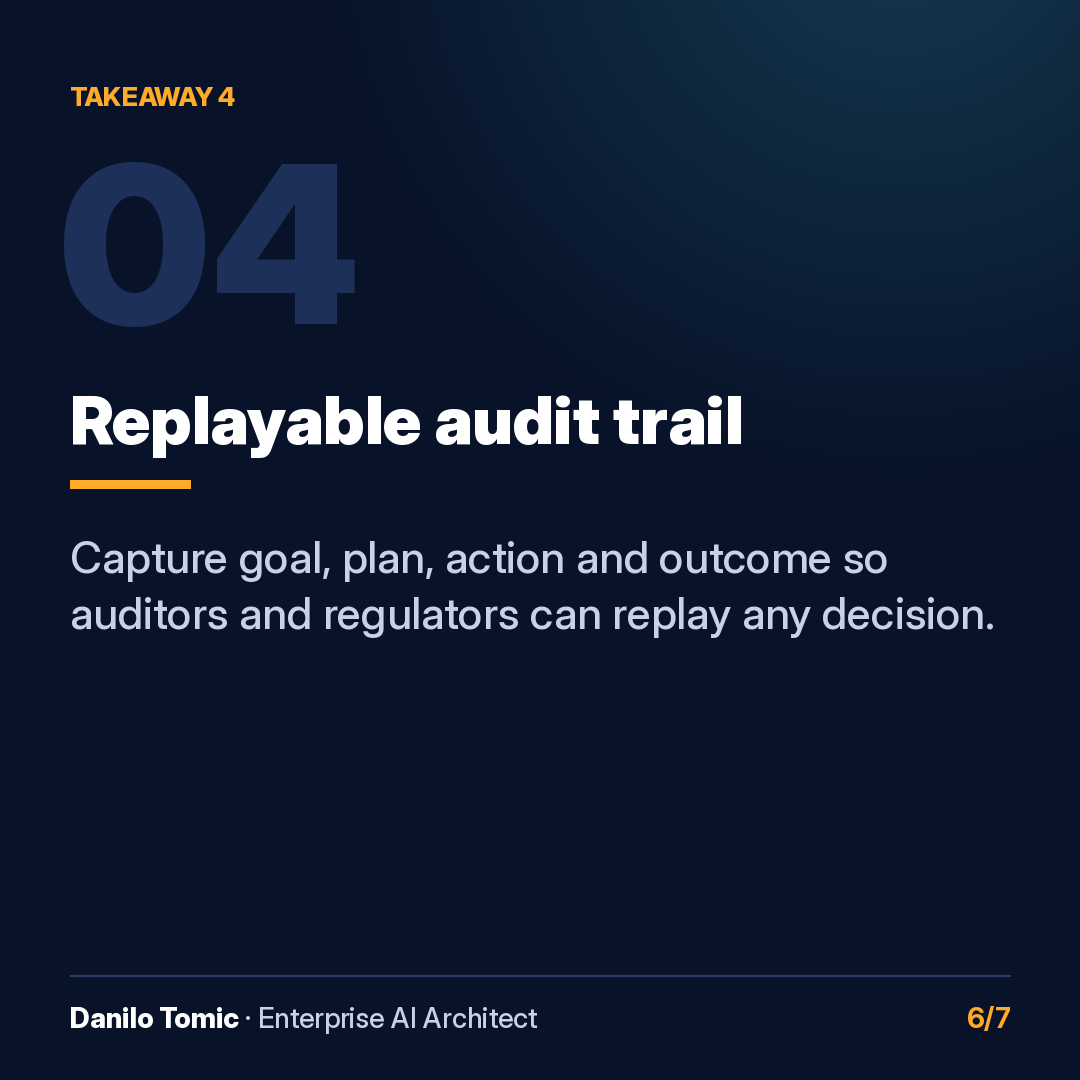 TAKEAWAY 4
04
Replayable audit trail
Capture goal, plan, action and outcome so
auditors and regulators can replay any decision.
Danilo Tomic · Enterprise AI Architect
6/7